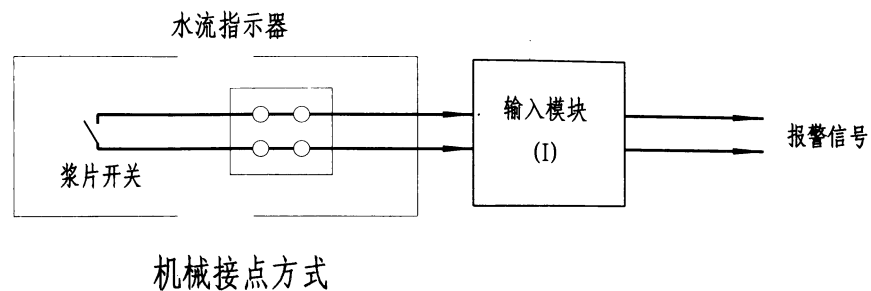 水流指示器
输入模块
(I)
报警信号
浆片开关
机械接点方式